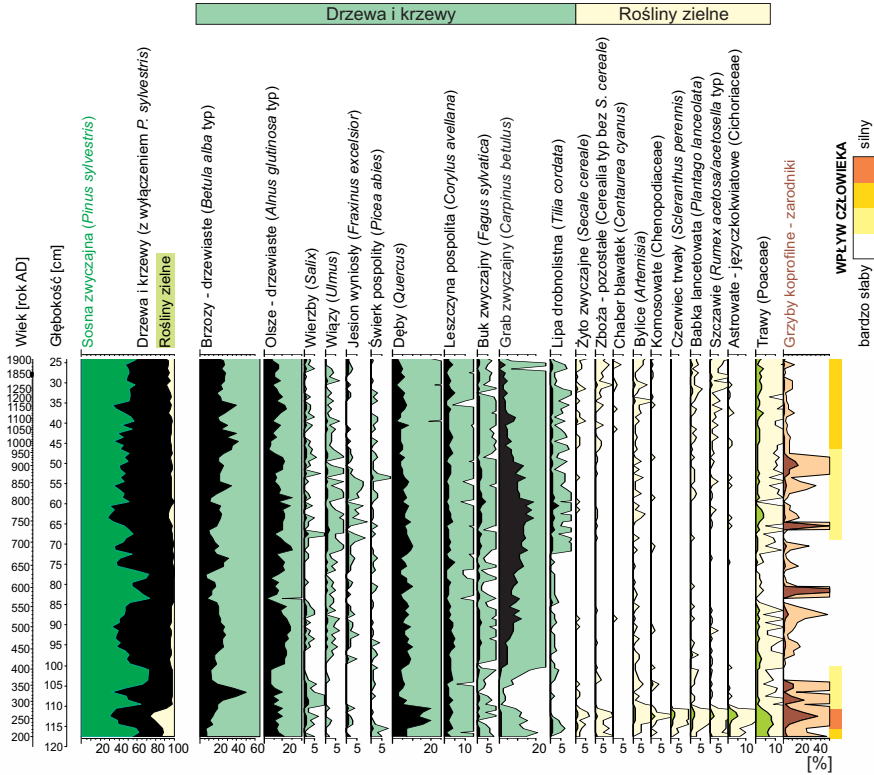 Drzewa i krzewy
Rośliny zielne
Wiek [rok AD]
Głębokość [cm]
Sosna zwyczajna (Pinus sylvestris)
Drzewa i krzewy (z wyłączeniem P. sylvestris)
Rośliny zielne
Brzozy - drzewiaste (Betula alba typ)
Olsze - drzewiaste (Alnus glutinosa typ)
Wierzby (Salix)
Wiązy (Ulmus)
Jesion wyniosły (Fraxinus excelsior)
Świerk pospolity (Picea abies)
Dęby (Quercus)
Leszczyna pospolita (Corylus avellana)
Buk zwyczajny (Fagus sylvatica)
Grab zwyczajny (Carpinus betulus)
Lipa drobnolistna (Tilia cordata)
Żyto zwyczajne (Secale cereale)
Zboża - pozostałe (Cerealia typ bez S. cereale)
Chaber bławatek (Centaurea cyanus)
Bylice (Artemisia)
Komosowate (Chenopodiaceae)
Czerwiec trwały (Scleranthus perennis)
Babka lancetowata (Plantago lanceolata)
Szczawie (Rumex acetosa/acetosella typ)
Astrowate - języczkokwiatowe (Cichoriaceae)
Trawy (Poaceae)
Grzyby koprofilne - zarodniki
WPŁYW CZŁOWIEKA
bardzo słaby
silny
1900
1850
1200
1150
1100
1050
1000
950
900
850
800
750
700
600
550
500
450
400
350
300
250
200
25
30
35
40
45
50
55
60
65
70
75
80
85
90
95
100
105
110
115
120
20 40 60 80 100
20 40 60
20
5
5
5
5
20
10
5
20
5
5
5
5
5
5
5
5
5
5 10
10
20 40
[%]